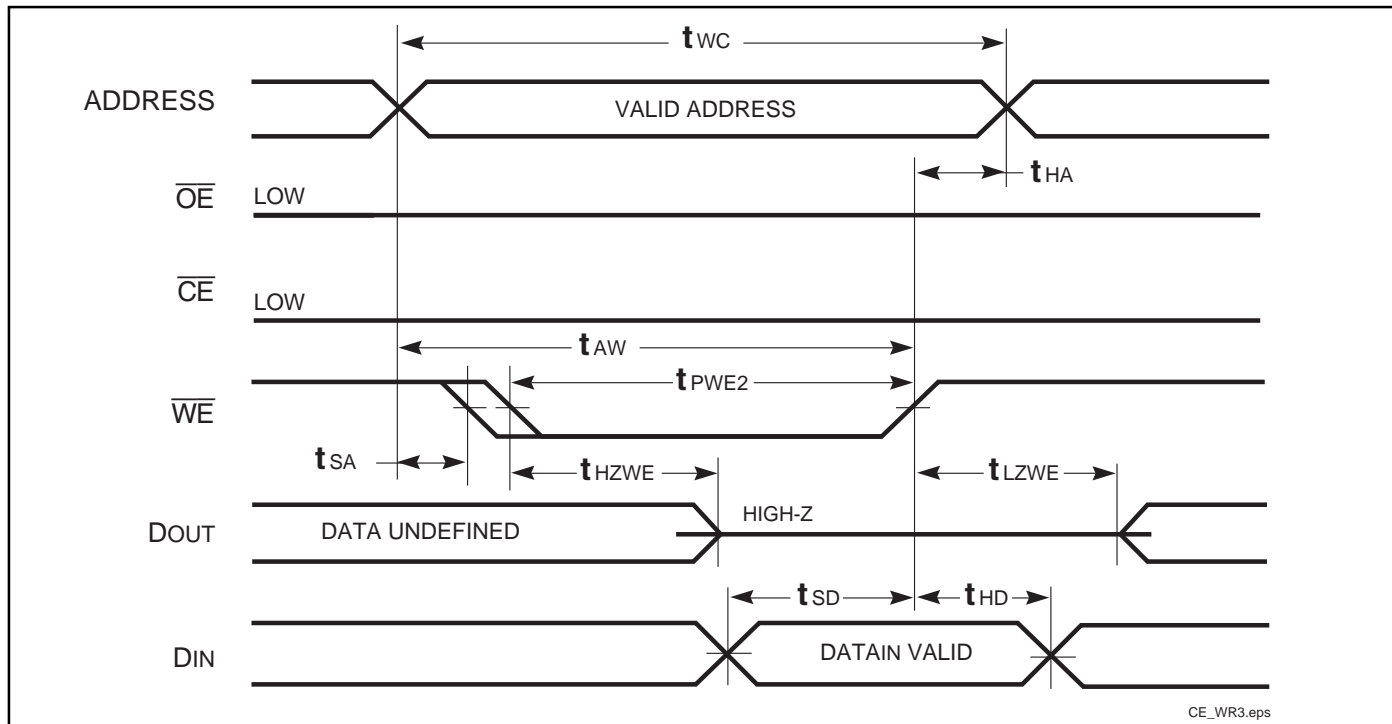 tWC
ADDRESS
VALID ADDRESS
tHA
OE
LOW
CE
LOW
tAW
tPWE2
WE
tSA
tHZWE
tLZWE
HIGH-Z
DOUT
DATA UNDEFINED
tSD
tHD
DIN
DATAIN VALID
CE_WR3.eps